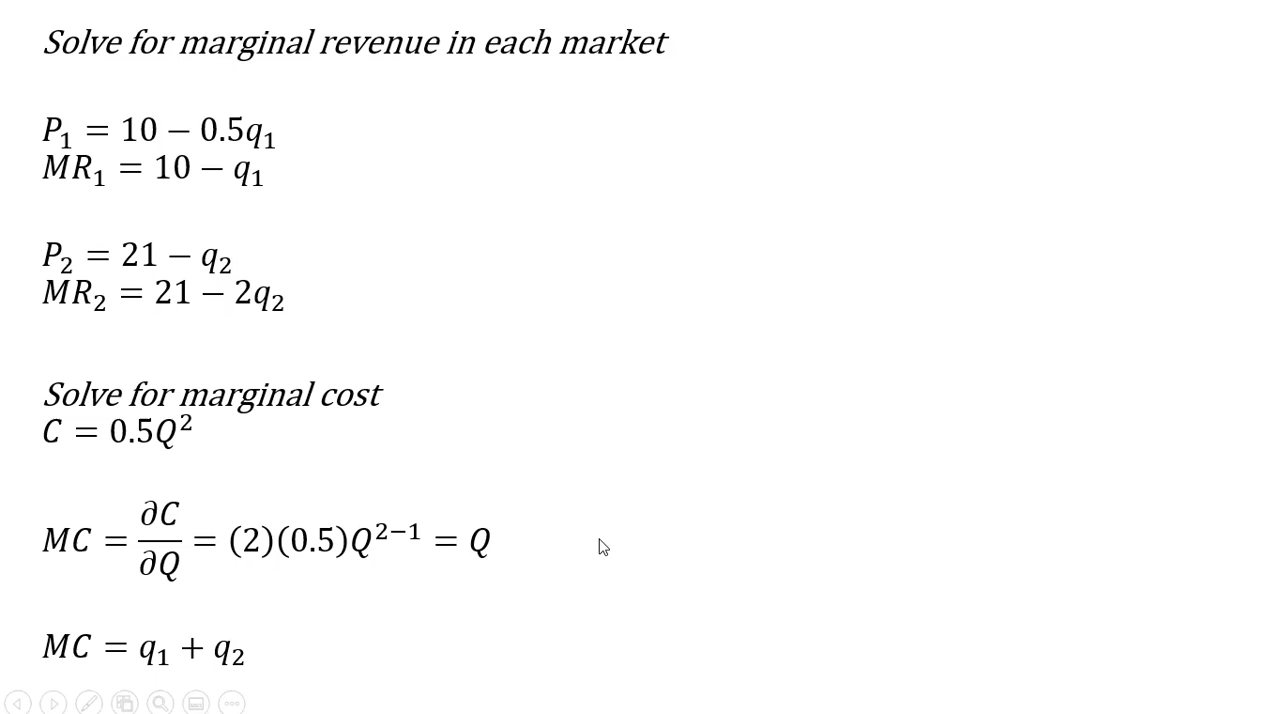 Solve for marginal revenue in each market
P₁ = 10 − 0.5q₁
MR₁ = 10 − q₁
P₂ = 21 − q₂
MR₂ = 21 − 2q₂
Solve for marginal cost
C = 0.5Q²
MC = ∂C/∂Q = (2)(0.5)Q²⁻¹ = Q
MC = q₁ + q₂